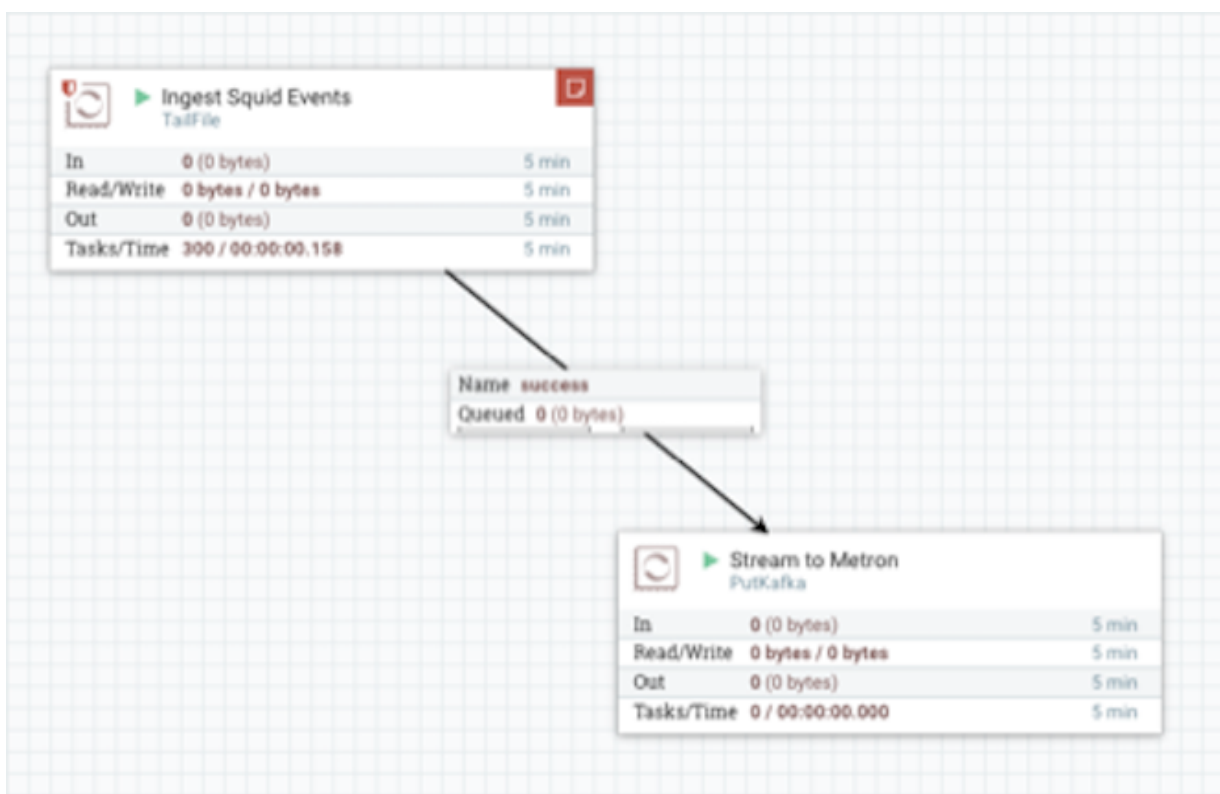 Ingest Squid Events
TailFile
In 0 (0 bytes) 5 min
Read/Write 0 bytes / 0 bytes 5 min
Out 0 (0 bytes) 5 min
Tasks/Time 300 / 00:00:00.158 5 min
Name success
Queued 0 (0 bytes)
Stream to Metron
PutKafka
In 0 (0 bytes) 5 min
Read/Write 0 bytes / 0 bytes 5 min
Out 0 (0 bytes) 5 min
Tasks/Time 0 / 00:00:00.000 5 min